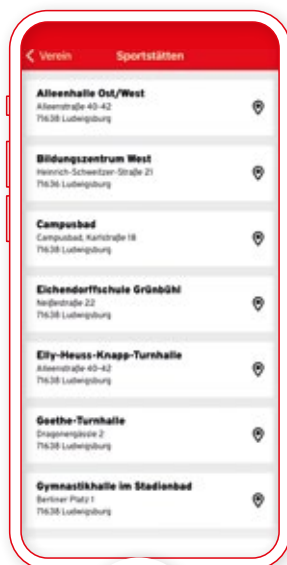 Verein Sportstätten
Alleenhalle Ost/West
Alleenstraße 40-42
71638 Ludwigsburg
Bildungszentrum West
Heinrich-Schweitzer-Straße 21
71636 Ludwigsburg
Campusbad
Campusbad, Karlstraße 18
71638 Ludwigsburg
Eichendorffschule Grünbühl
Neißestraße 22
71638 Ludwigsburg
Elly-Heuss-Knapp-Turnhalle
Alleenstraße 40-42
71638 Ludwigsburg
Goethe-Turnhalle
Dragonergässle 2
71638 Ludwigsburg
Gymnastikhalle im Stadionbad
Berliner Platz 1
71638 Ludwigsburg